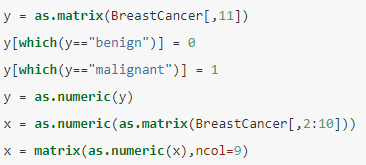 y = as.matrix(BreastCancer[,11])
y[which(y=="benign")] = 0
y[which(y=="malignant")] = 1
y = as.numeric(y)
x = as.numeric(as.matrix(BreastCancer[,2:10]))
x = matrix(as.numeric(x),ncol=9)